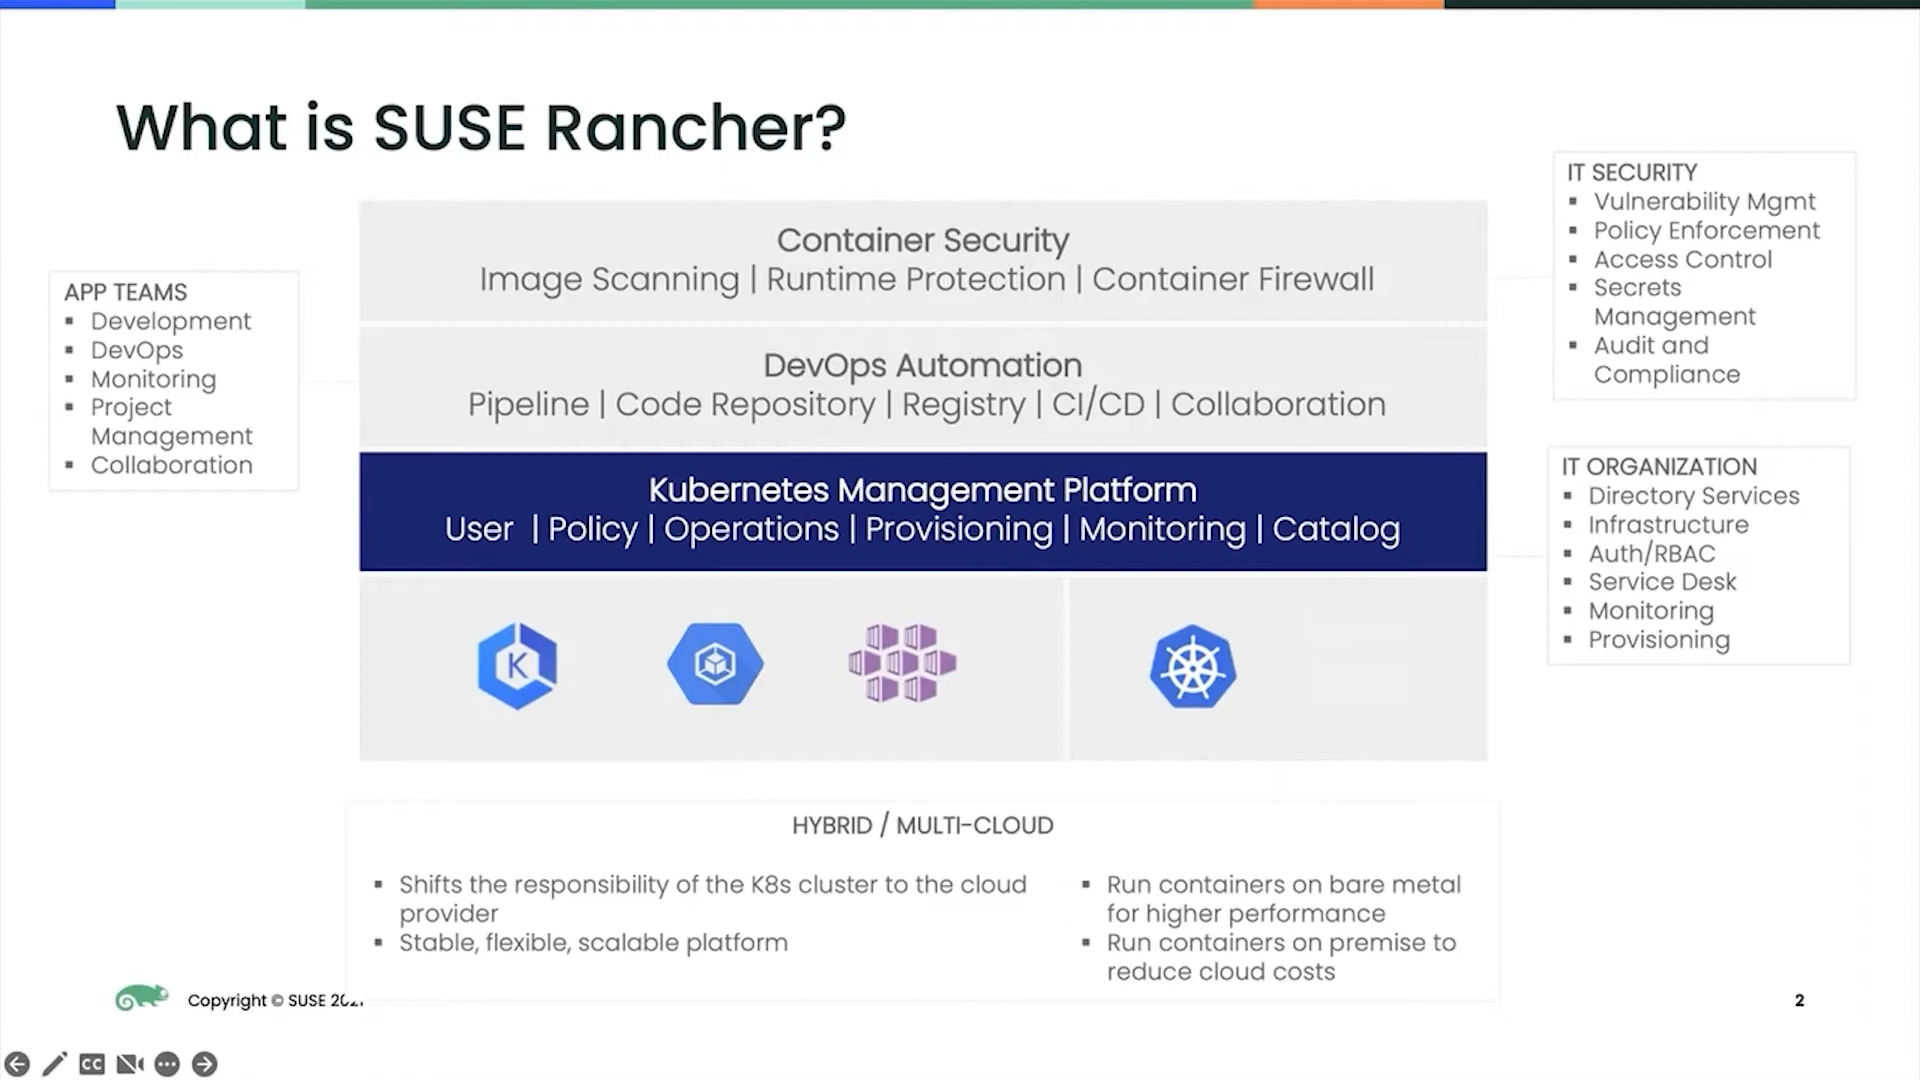 What is SUSE Rancher?
Container Security
Image Scanning | Runtime Protection | Container Firewall
DevOps Automation
Pipeline | Code Repository | Registry | CI/CD | Collaboration
Kubernetes Management Platform
User | Policy | Operations | Provisioning | Monitoring | Catalog
K
APP TEAMS
▪ Development
▪ DevOps
▪ Monitoring
▪ Project
Management
▪ Collaboration
IT SECURITY
▪ Vulnerability Mgmt
▪ Policy Enforcement
▪ Access Control
▪ Secrets
Management
▪ Audit and
Compliance
IT ORGANIZATION
▪ Directory Services
▪ Infrastructure
▪ Auth/RBAC
▪ Service Desk
▪ Monitoring
▪ Provisioning
HYBRID / MULTI-CLOUD
▪ Shifts the responsibility of the K8s cluster to the cloud
provider
▪ Stable, flexible, scalable platform
▪ Run containers on bare metal
for higher performance
▪ Run containers on premise to
reduce cloud costs
Copyright © SUSE 2021
2
CC